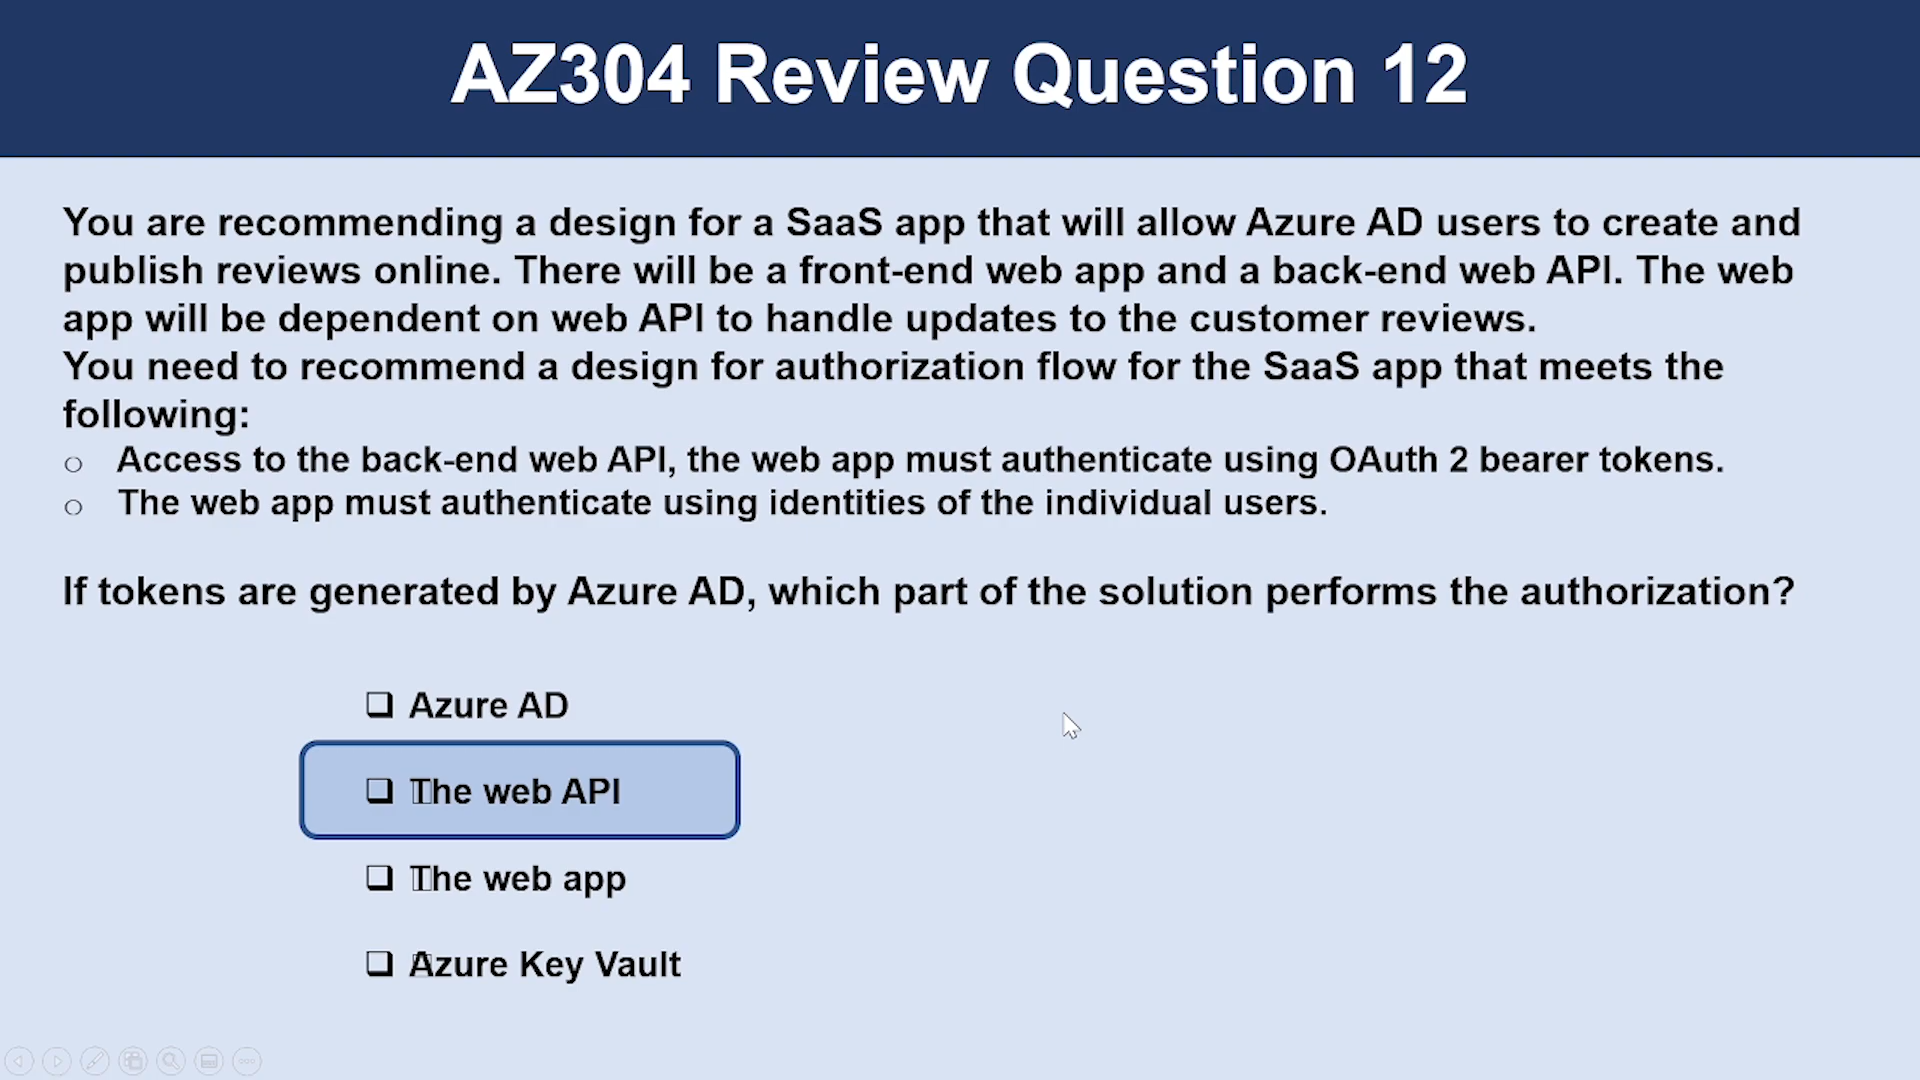 AZ304 Review Question 12
You are recommending a design for a SaaS app that will allow Azure AD users to create and
publish reviews online. There will be a front-end web app and a back-end web API. The web
app will be dependent on web API to handle updates to the customer reviews.
You need to recommend a design for authorization flow for the SaaS app that meets the
following:
○ Access to the back-end web API, the web app must authenticate using OAuth 2 bearer tokens.
○ The web app must authenticate using identities of the individual users.
If tokens are generated by Azure AD, which part of the solution performs the authorization?
❑ Azure AD
❑ The web API
❑ The web app
❑ Azure Key Vault